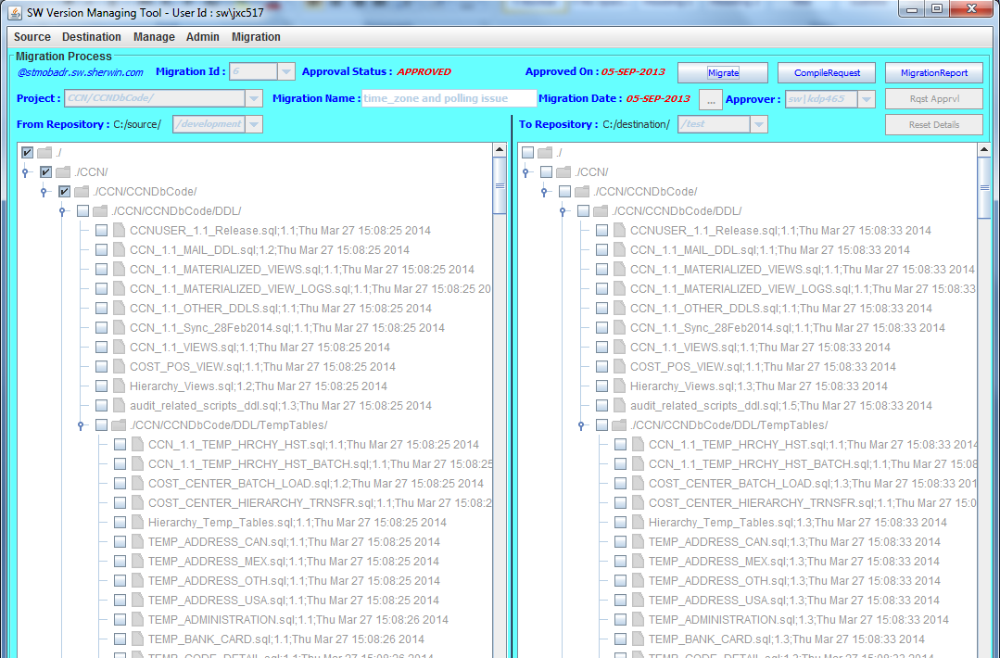 SW Version Managing Tool - User Id : sw\jxc517
Source Destination Manage Admin Migration
Migration Process
@stmobadr.sw.sherwin.com Migration Id : 6 Approval Status : APPROVED Approved On : 05-SEP-2013 Migrate CompileRequest MigrationReport
Project : CCN/CCNDbCode/ Migration Name : time_zone and polling issue Migration Date : 05-SEP-2013 ... Approver : sw\kdp465 Rqst Apprvl
From Repository : C:/source/ /development To Repository : C:/destination/ /test Reset Details
./
./CCN/
./CCN/CCNDbCode/
./CCN/CCNDbCode/DDL/
CCNUSER_1.1_Release.sql;1.1;Thu Mar 27 15:08:25 2014
CCN_1.1_MAIL_DDL.sql;1.2;Thu Mar 27 15:08:25 2014
CCN_1.1_MATERIALIZED_VIEWS.sql;1.1;Thu Mar 27 15:08:25 2014
CCN_1.1_MATERIALIZED_VIEW_LOGS.sql;1.1;Thu Mar 27 15:08:25 20
CCN_1.1_OTHER_DDLS.sql;1.1;Thu Mar 27 15:08:25 2014
CCN_1.1_Sync_28Feb2014.sql;1.1;Thu Mar 27 15:08:25 2014
CCN_1.1_VIEWS.sql;1.1;Thu Mar 27 15:08:25 2014
COST_POS_VIEW.sql;1.1;Thu Mar 27 15:08:25 2014
Hierarchy_Views.sql;1.2;Thu Mar 27 15:08:25 2014
audit_related_scripts_ddl.sql;1.3;Thu Mar 27 15:08:25 2014
./CCN/CCNDbCode/DDL/TempTables/
CCN_1.1_TEMP_HRCHY_HST.sql;1.1;Thu Mar 27 15:08:25 2014
CCN_1.1_TEMP_HRCHY_HST_BATCH.sql;1.1;Thu Mar 27 15:08:25
COST_CENTER_BATCH_LOAD.sql;1.2;Thu Mar 27 15:08:25 2014
COST_CENTER_HIERARCHY_TRNSFR.sql;1.1;Thu Mar 27 15:08:2
Hierarchy_Temp_Tables.sql;1.1;Thu Mar 27 15:08:25 2014
TEMP_ADDRESS_CAN.sql;1.1;Thu Mar 27 15:08:25 2014
TEMP_ADDRESS_MEX.sql;1.1;Thu Mar 27 15:08:25 2014
TEMP_ADDRESS_OTH.sql;1.1;Thu Mar 27 15:08:25 2014
TEMP_ADDRESS_USA.sql;1.1;Thu Mar 27 15:08:25 2014
TEMP_ADMINISTRATION.sql;1.1;Thu Mar 27 15:08:26 2014
TEMP_BANK_CARD.sql;1.1;Thu Mar 27 15:08:26 2014
TEMP_CODE_DETAIL.sql;1.1;Thu Mar 27 15:08:26 2014
./
./CCN/
./CCN/CCNDbCode/
./CCN/CCNDbCode/DDL/
CCNUSER_1.1_Release.sql;1.1;Thu Mar 27 15:08:33 2014
CCN_1.1_MAIL_DDL.sql;1.2;Thu Mar 27 15:08:33 2014
CCN_1.1_MATERIALIZED_VIEWS.sql;1.1;Thu Mar 27 15:08:33 2014
CCN_1.1_MATERIALIZED_VIEW_LOGS.sql;1.1;Thu Mar 27 15:08:33
CCN_1.1_OTHER_DDLS.sql;1.1;Thu Mar 27 15:08:33 2014
CCN_1.1_Sync_28Feb2014.sql;1.1;Thu Mar 27 15:08:33 2014
CCN_1.1_VIEWS.sql;1.1;Thu Mar 27 15:08:33 2014
COST_POS_VIEW.sql;1.1;Thu Mar 27 15:08:33 2014
Hierarchy_Views.sql;1.3;Thu Mar 27 15:08:33 2014
audit_related_scripts_ddl.sql;1.5;Thu Mar 27 15:08:33 2014
./CCN/CCNDbCode/DDL/TempTables/
CCN_1.1_TEMP_HRCHY_HST.sql;1.1;Thu Mar 27 15:08:33 2014
CCN_1.1_TEMP_HRCHY_HST_BATCH.sql;1.1;Thu Mar 27 15:08
COST_CENTER_BATCH_LOAD.sql;1.3;Thu Mar 27 15:08:33 201
COST_CENTER_HIERARCHY_TRNSFR.sql;1.1;Thu Mar 27 15:0
Hierarchy_Temp_Tables.sql;1.3;Thu Mar 27 15:08:33 2014
TEMP_ADDRESS_CAN.sql;1.3;Thu Mar 27 15:08:33 2014
TEMP_ADDRESS_MEX.sql;1.3;Thu Mar 27 15:08:33 2014
TEMP_ADDRESS_OTH.sql;1.3;Thu Mar 27 15:08:33 2014
TEMP_ADDRESS_USA.sql;1.3;Thu Mar 27 15:08:33 2014
TEMP_ADMINISTRATION.sql;1.3;Thu Mar 27 15:08:33 2014
TEMP_BANK_CARD.sql;1.3;Thu Mar 27 15:08:33 2014
TEMP_CODE_DETAIL.sql;1.3;Thu Mar 27 15:08:33 2014